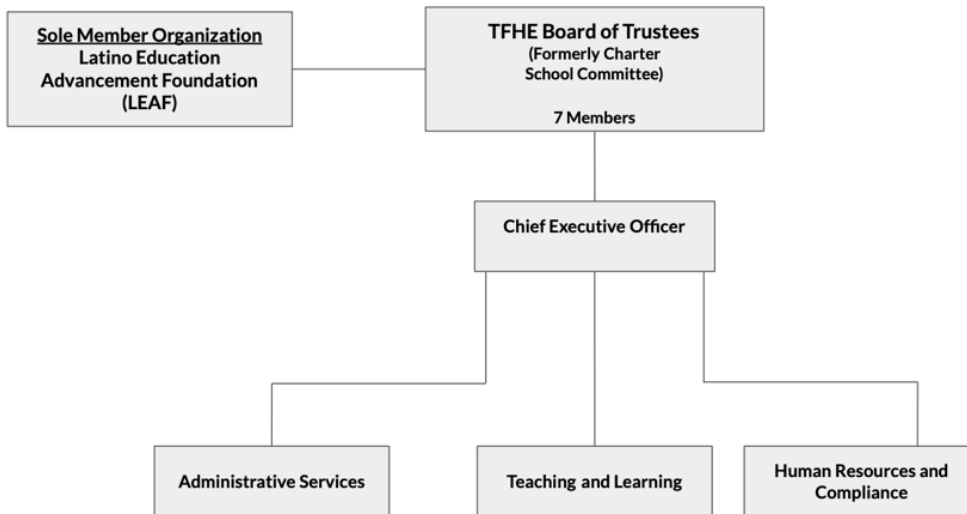 Sole Member Organization
Latino Education
Advancement Foundation
(LEAF)
TFHE Board of Trustees
(Formerly Charter
School Committee)
7 Members
Chief Executive Officer
Administrative Services
Teaching and Learning
Human Resources and
Compliance